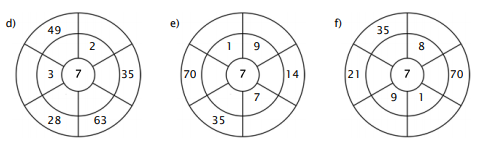 d) 49 2 3 7 35 28 63
e) 1 9 70 7 14 7 35
f) 35 8 21 7 70 9 1